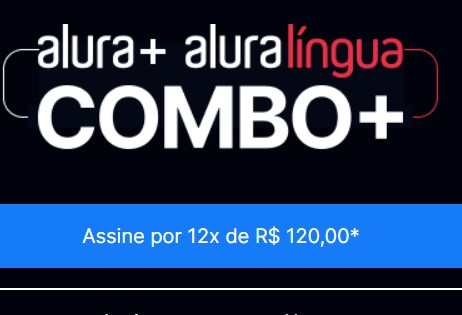 alura+ aluralíngua
COMBO+
Assine por 12x de R$ 120,00*